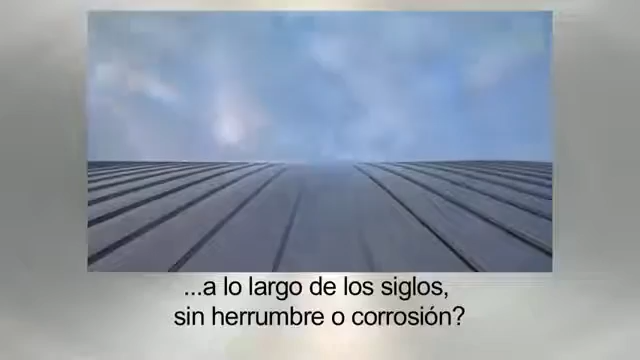 ...a lo largo de los siglos,
sin herrumbre o corrosión?